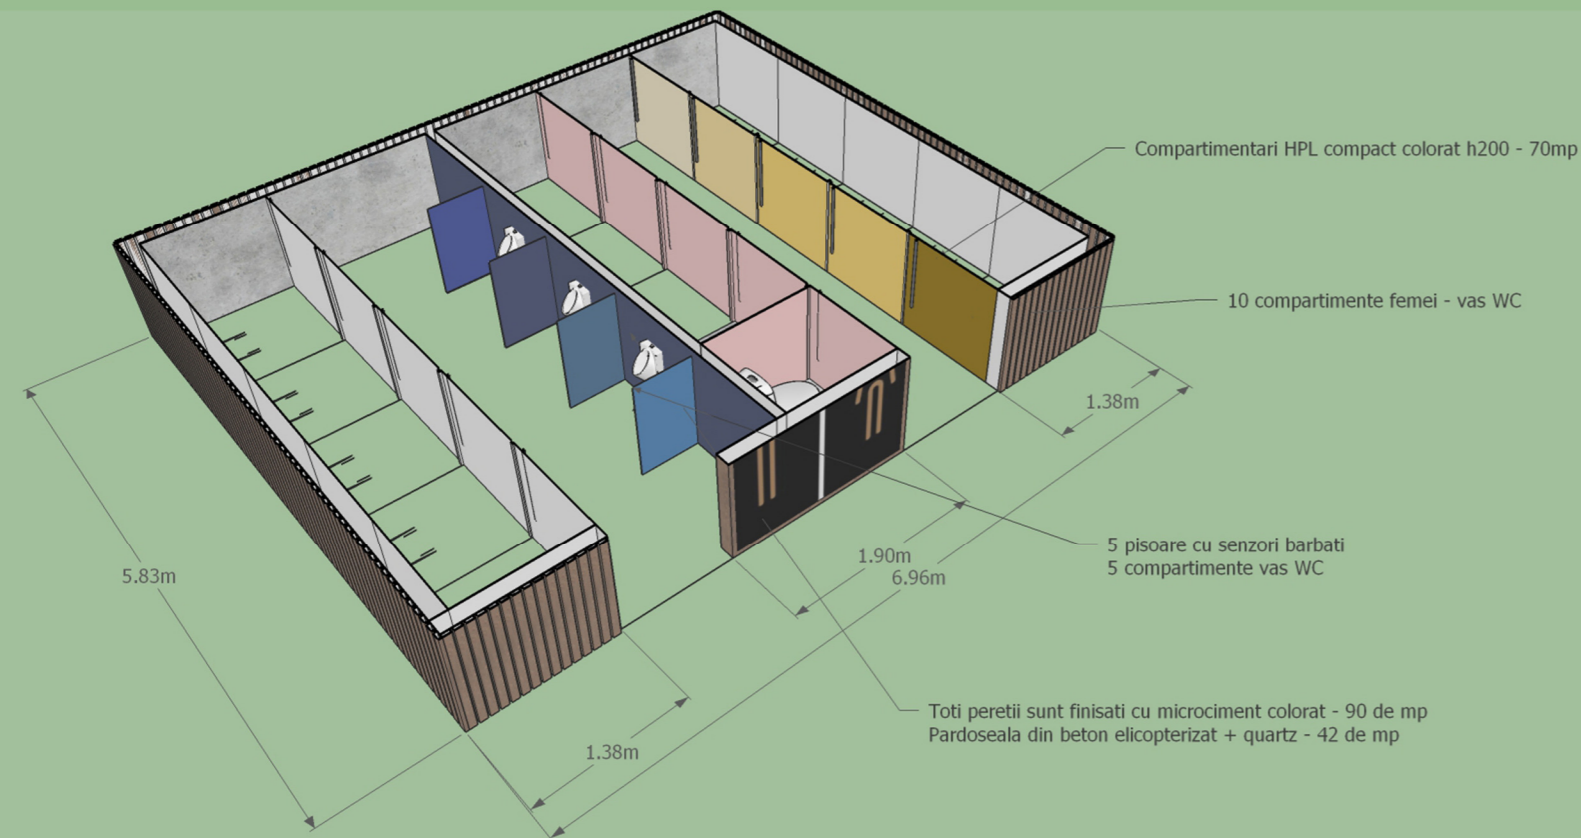 Compartimentari HPL compact colorat h200 - 70mp
10 compartimente femei - vas WC
1.38m
5 pisoare cu senzori barbati
5 compartimente vas WC
1.90m
6.96m
5.83m
Toti peretii sunt finisati cu microciment colorat - 90 de mp
Pardoseala din beton elicopterizat + quartz - 42 de mp
1.38m